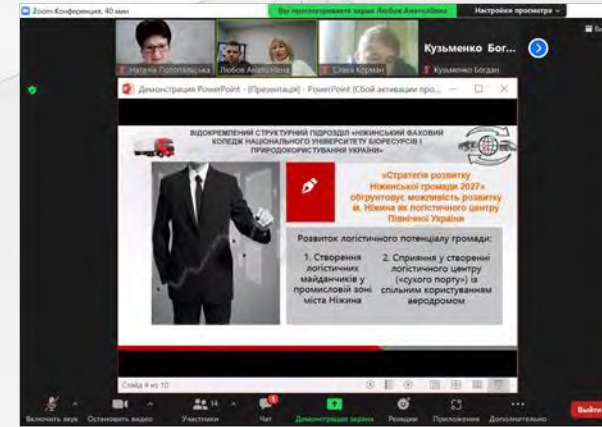 Zoom Конференция, 40 мин
Вы просматриваете экран Любов Анатоліївна
Настройки просмотра
Наталія Попопальська
Любов Анатоліївна
Слава Корман
Кузьменко Бог...
Кузьменко Богдан
Демонстрация PowerPoint - [Презентація] - PowerPoint (Сбой активации про...
ВІДОКРЕМЛЕНИЙ СТРУКТУРНИЙ ПІДРОЗДІЛ «НІЖИНСЬКИЙ ФАХОВИЙ
КОЛЕДЖ НАЦІОНАЛЬНОГО УНІВЕРСИТЕТУ БІОРЕСУРСІВ І
ПРИРОДОКОРИСТУВАННЯ УКРАЇНИ»
«Стратегія розвитку
Ніжинської громади 2027»
обгрунтовує можливість розвитку
м. Ніжина як логістичного центру
Північної України
Розвиток логістичного потенціалу громади:
1. Створення
логістичних
майданчиків у
промисловій зоні
міста Ніжина
2. Сприяння у створенні
логістичного центру
(«сухого порту») із
спільним користуванням
аеродромом
Слайд 4 из 10
14
1
Включить звук
Остановить видео
Участники
Чат
Демонстрация экрана
Реакции
Приложения
Дополнительно
Выйти